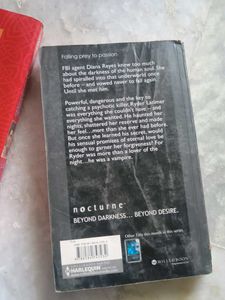 Falling prey to passion
FBI agent Diana Reyes knew too much
about the darkness of the human soul. She
had spiralled into that underworld once
before – and vowed never to fall again.
Until she met him.
Powerful, dangerous and the key to
catching a psychotic killer, Ryder Latimer
was everything she couldn't have – and
everything she wanted. He haunted her
nights, shattered her reserve and made
her feel...more than she ever had before.
But once she learned his secret, would
his sensual promises of eternal love be
enough to garner her forgiveness? For
Ryder was more than a lover of the
night...he was a vampire.
nocturne
BEYOND DARKNESS... BEYOND DESIRE.
HARLEQUIN
MILLS & BOON